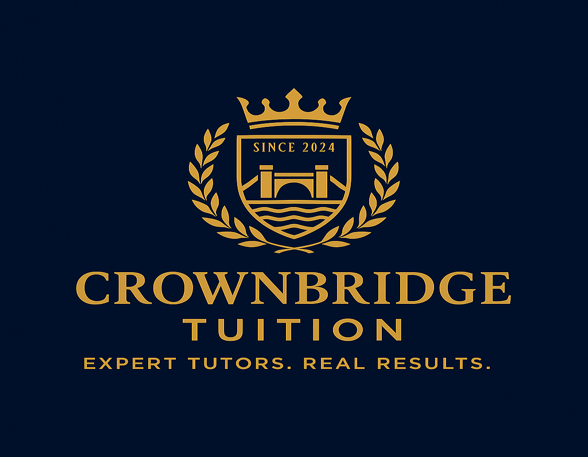 SINCE 2024
CROWNBRIDGE
TUITION
EXPERT TUTORS. REAL RESULTS.